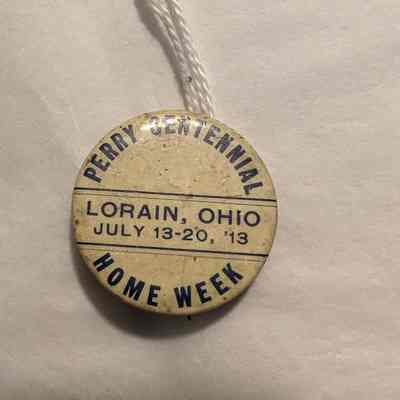 PERRY CENTENNIAL
LORAIN, OHIO
JULY 13-20, '13
HOME WEEK